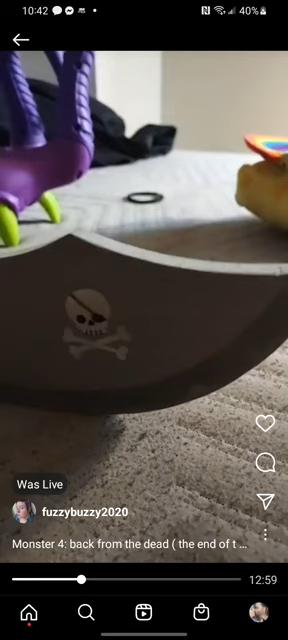 10:42
40%
Was Live
fuzzybuzzy2020
Monster 4: back from the dead ( the end of t ...
12:59